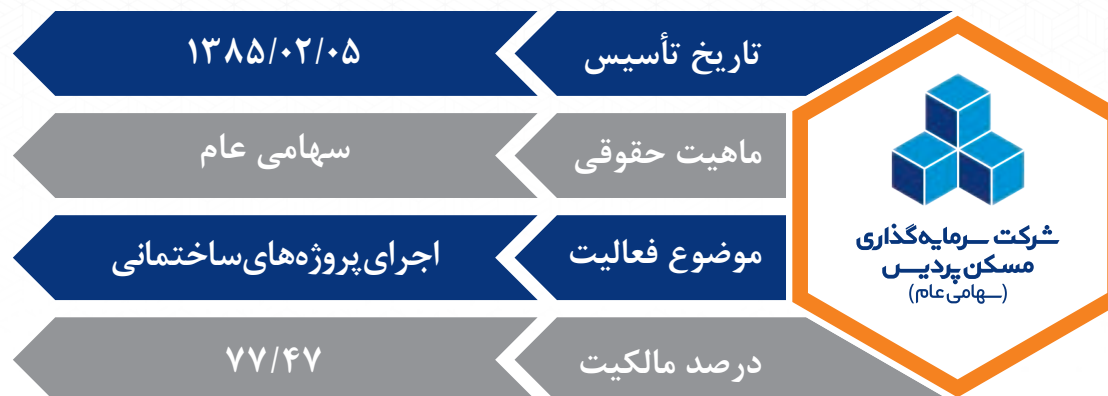 تاریخ تأسیس
۱۳۸۵/۰۲/۰۵
ماهیت حقوقی
سهامی عام
موضوع فعالیت
اجرای پروژه‌های ساختمانی
درصد مالکیت
۷۷/۴۷
شرکت سرمایه‌گذاری
مسکن پردیس
(سهامی عام)